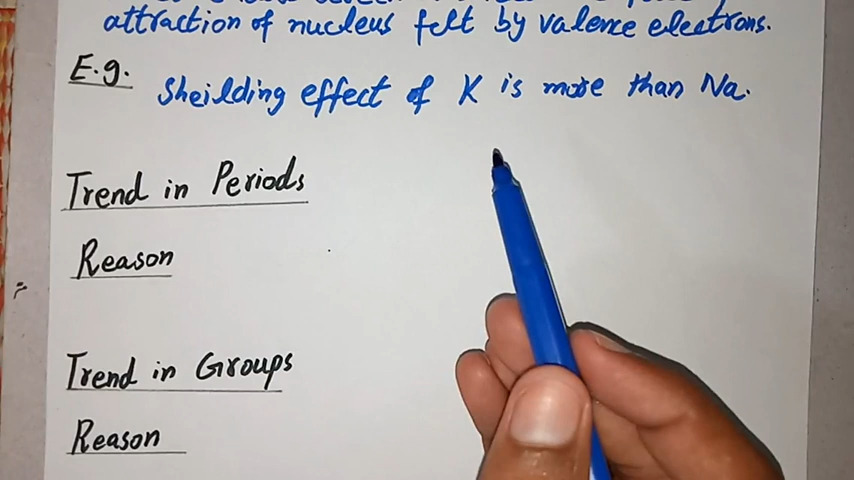 attraction of nucleus felt by valence electrons.
E.g. Sheilding effect of K is more than Na.
Trend in Periods
Reason
Trend in Groups
Reason